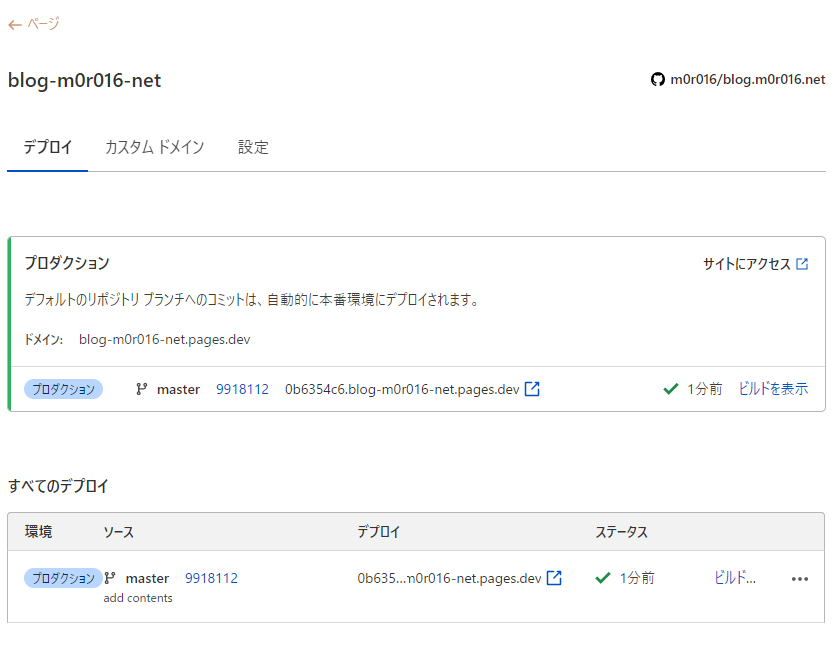 ← ページ
blog-m0r016-net m0r016/blog.m0r016.net
デプロイ カスタム ドメイン 設定
プロダクション サイトにアクセス
デフォルトのリポジトリ ブランチへのコミットは、自動的に本番環境にデプロイされます。
ドメイン: blog-m0r016-net.pages.dev
プロダクション master 9918112 0b6354c6.blog-m0r016-net.pages.dev 1分前 ビルドを表示
すべてのデプロイ
環境 ソース デプロイ ステータス
プロダクション master 9918112 0b635...m0r016-net.pages.dev 1分前 ビルド...
add contents